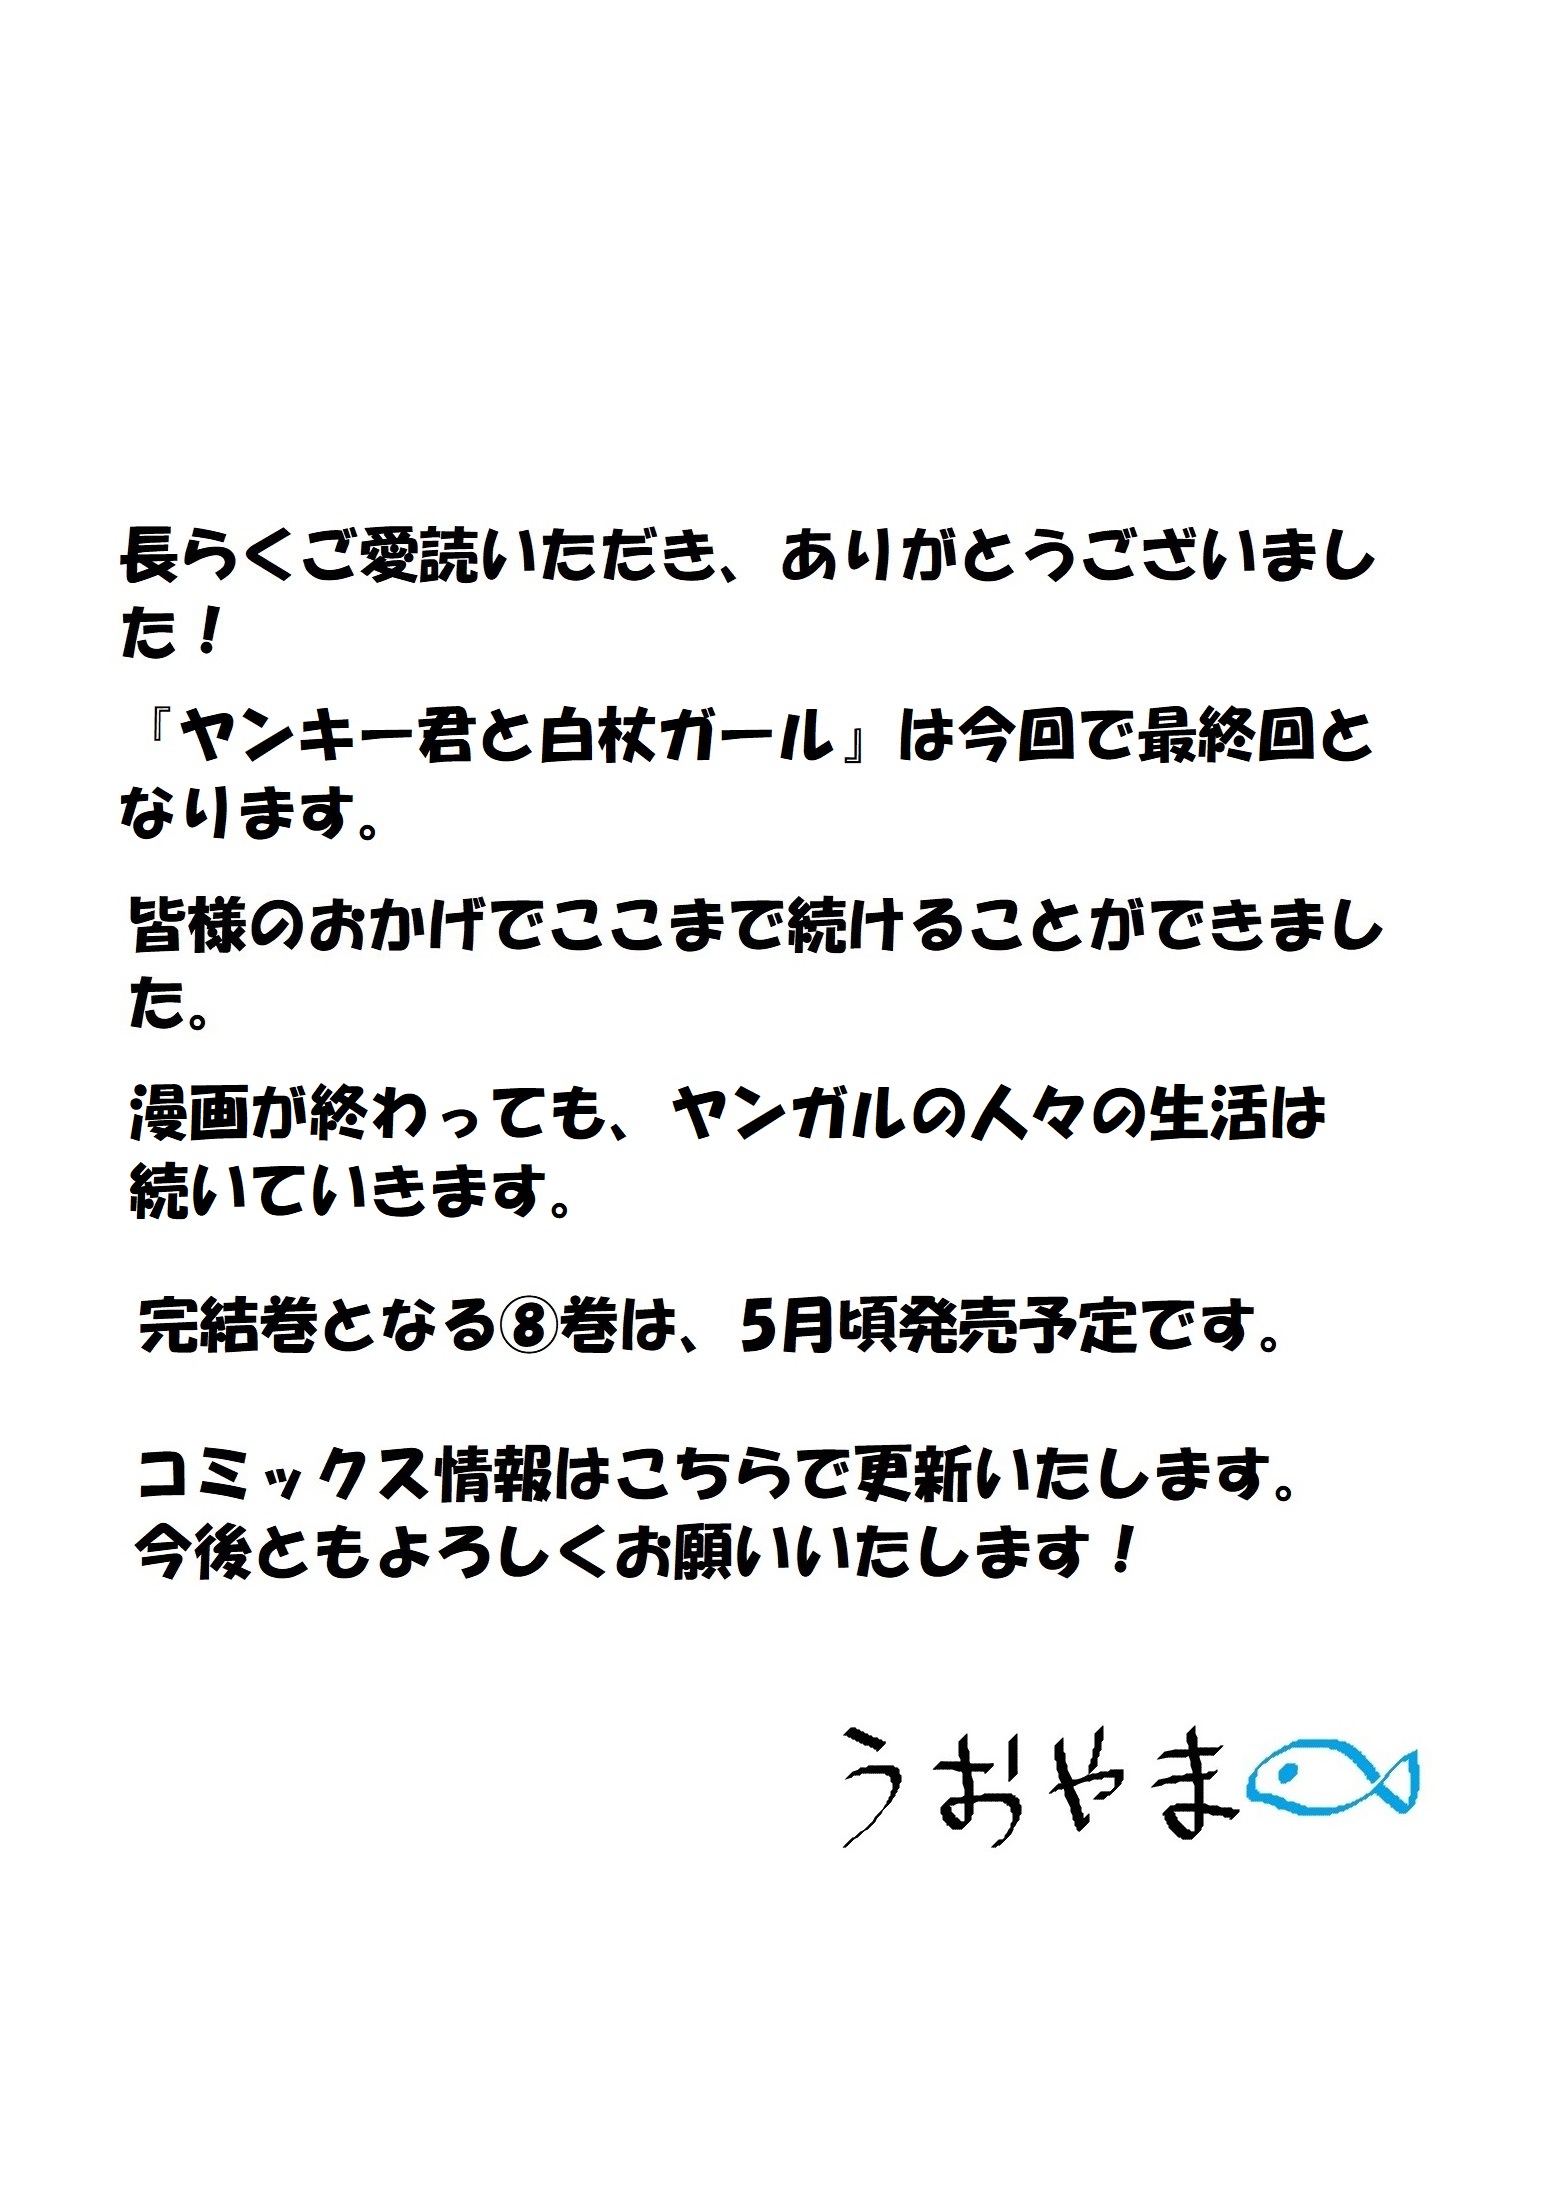 長らくご愛読いただき、ありがとうございまし
た！
『ヤンキー君と白杖ガール』は今回で最終回と
なります。
皆様のおかげでここまで続けることができまし
た。
漫画が終わっても、ヤンガルの人々の生活は
続いていきます。
完結巻となる⑧巻は、5月頃発売予定です。
コミックス情報はこちらで更新いたします。
今後ともよろしくお願いいたします！
うおやま